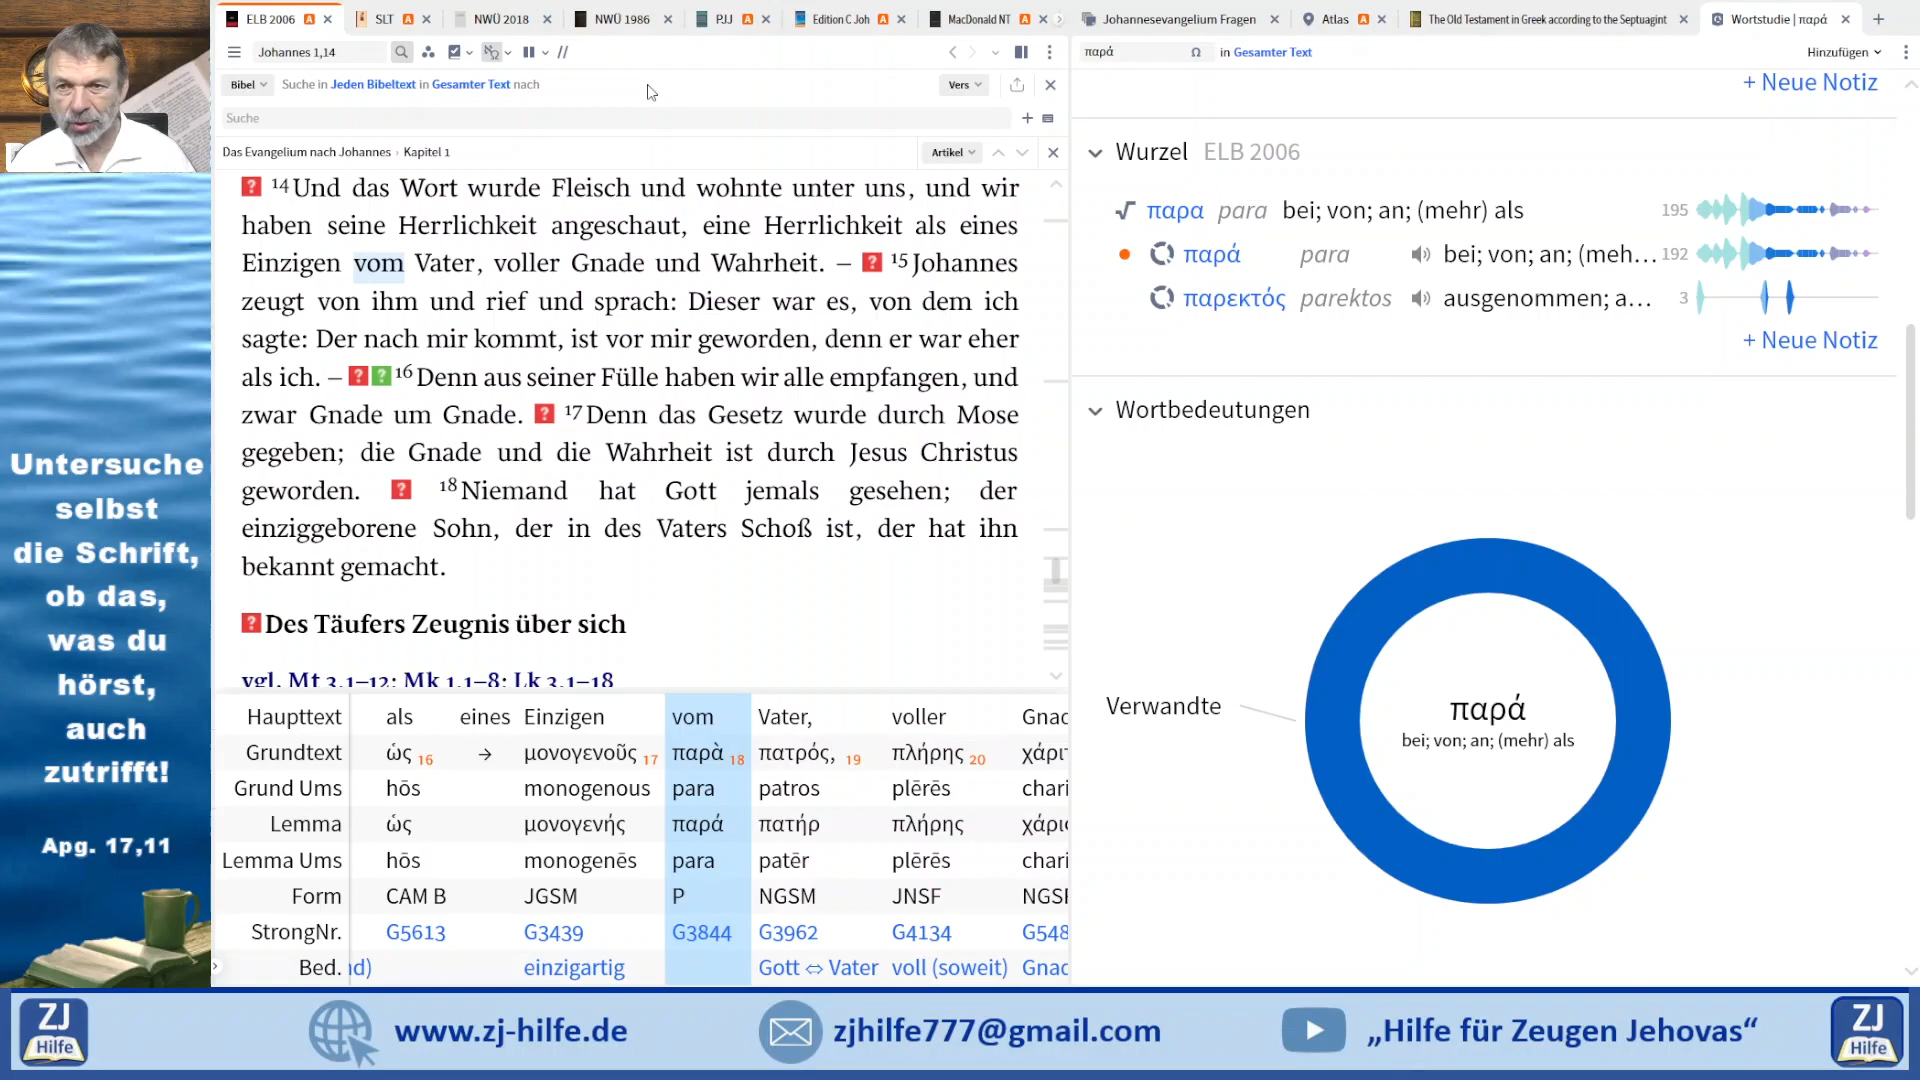 ELB 2006 A SLT A NWÜ 2018 NWÜ 1986 PJJ A Edition C Joh A MacDonald NT A Johannesevangelium Fragen Atlas A The Old Testament in Greek according to the Septuagint Wortstudie | παρά
Johannes 1,14
παρά Ω in Gesamter Text Hinzufügen
Bibel Suche in Jeden Bibeltext in Gesamter Text nach Vers
Suche
Das Evangelium nach Johannes › Kapitel 1 Artikel
14 Und das Wort wurde Fleisch und wohnte unter uns, und wir
haben seine Herrlichkeit angeschaut, eine Herrlichkeit als eines
Einzigen vom Vater, voller Gnade und Wahrheit. – ? 15 Johannes
zeugt von ihm und rief und sprach: Dieser war es, von dem ich
sagte: Der nach mir kommt, ist vor mir geworden, denn er war eher
als ich. – ? ? 16 Denn aus seiner Fülle haben wir alle empfangen, und
zwar Gnade um Gnade. ? 17 Denn das Gesetz wurde durch Mose
gegeben; die Gnade und die Wahrheit ist durch Jesus Christus
geworden. ? 18 Niemand hat Gott jemals gesehen; der
einziggeborene Sohn, der in des Vaters Schoß ist, der hat ihn
bekannt gemacht.
? Des Täufers Zeugnis über sich
vgl. Mt 3,1–12; Mk 1,1–8; Lk 3,1–18
Haupttext als eines Einzigen vom Vater, voller
Grundtext ὡς 16 → μονογενοῦς 17 παρὰ 18 πατρός, 19 πλήρης 20
Grund Ums hōs monogenous para patros plērēs
Lemma ὡς μονογενής παρά πατήρ πλήρης
Lemma Ums hōs monogenēs para patēr plērēs
Form CAM B JGSM P NGSM JNSF
StrongNr. G5613 G3439 G3844 G3962 G4134 G548
Bed. einzigartig Gott ⇔ Vater voll (soweit)
+ Neue Notiz
Wurzel ELB 2006
παρα para bei; von; an; (mehr) als 195
παρά para bei; von; an; (meh… 192
παρεκτός parektos ausgenommen; a… 3
+ Neue Notiz
Wortbedeutungen
Verwandte
παρά
bei; von; an; (mehr) als
Untersuche
selbst
die Schrift,
ob das,
was du
hörst,
auch
zutrifft!
Apg. 17,11
ZJ
Hilfe
www.zj-hilfe.de
zjhilfe777@gmail.com
„Hilfe für Zeugen Jehovas“
ZJ
Hilfe